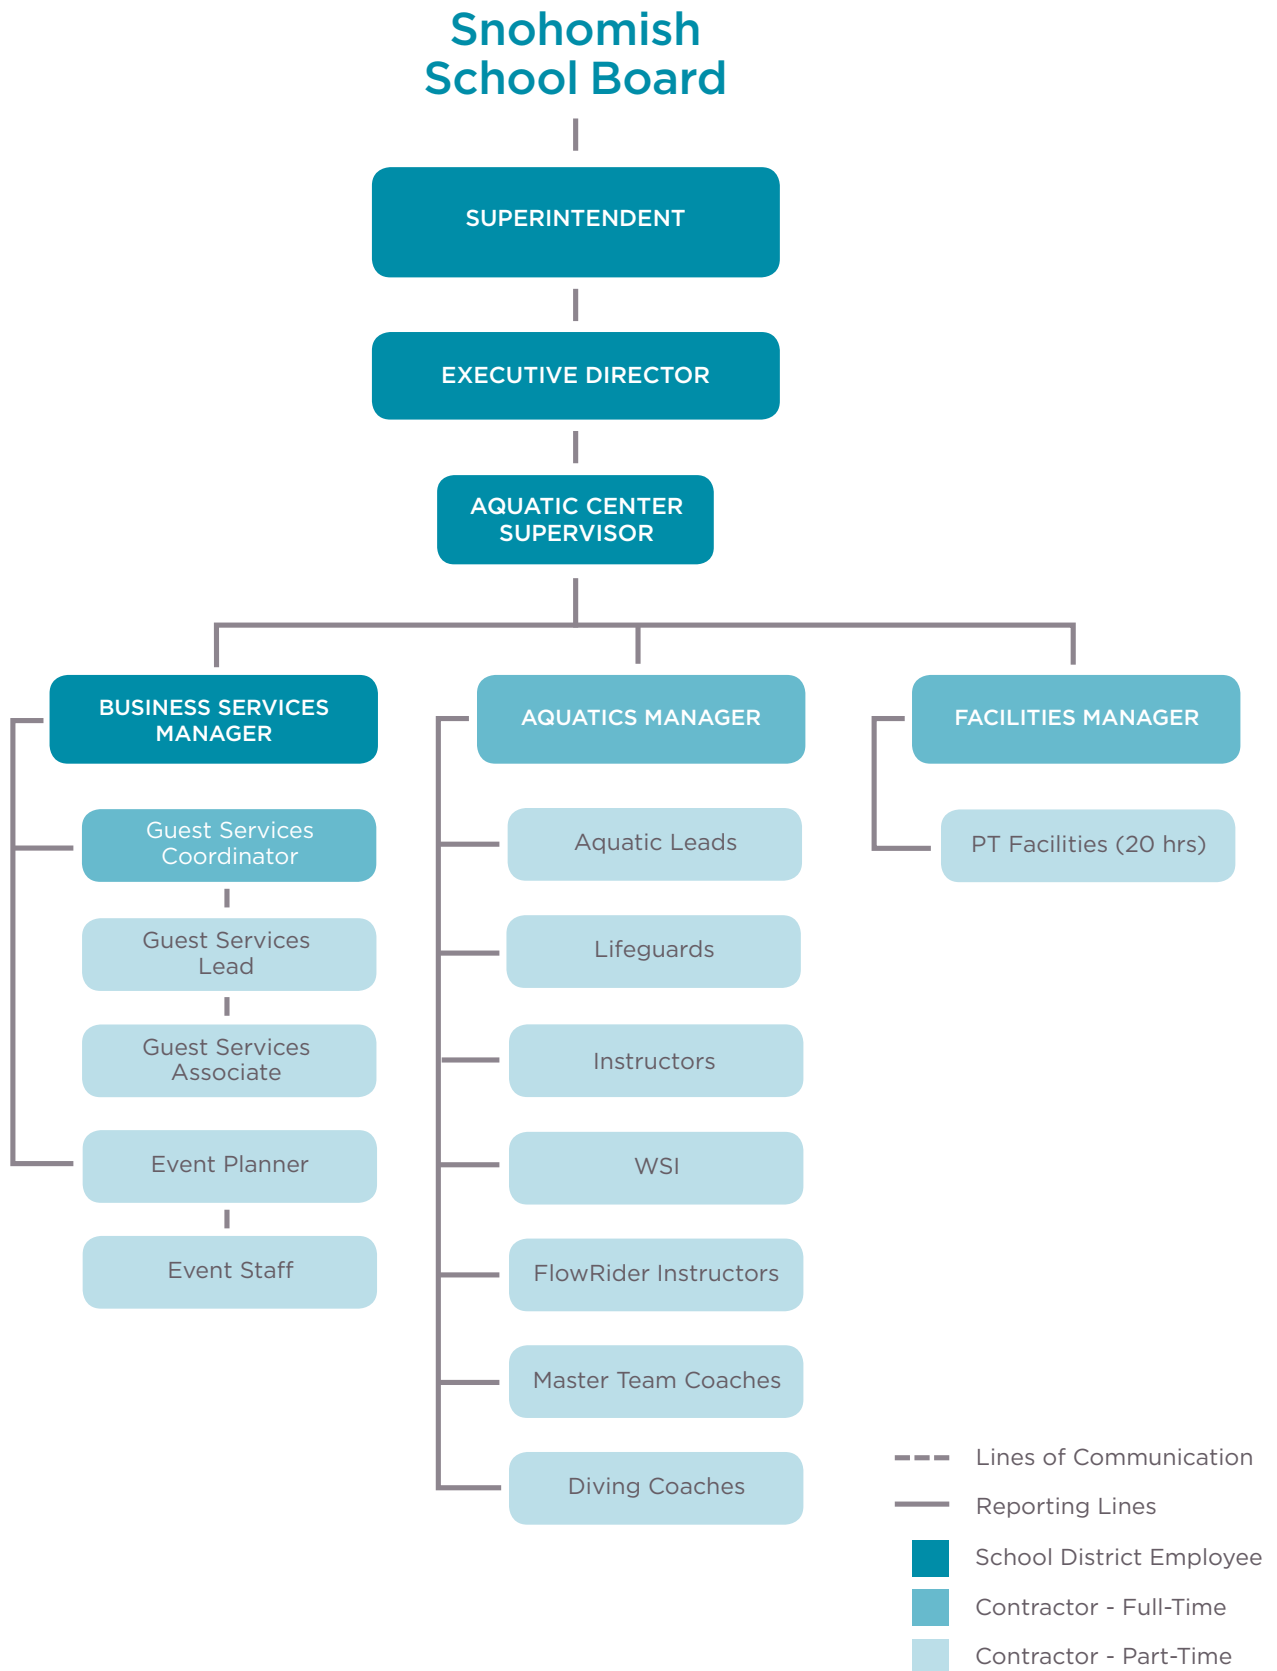 Snohomish
School Board
SUPERINTENDENT
EXECUTIVE DIRECTOR
AQUATIC CENTER
SUPERVISOR
BUSINESS SERVICES
MANAGER
Guest Services
Coordinator
Guest Services
Lead
Guest Services
Associate
Event Planner
Event Staff
AQUATICS MANAGER
Aquatic Leads
Lifeguards
Instructors
WSI
FlowRider Instructors
Master Team Coaches
Diving Coaches
FACILITIES MANAGER
PT Facilities (20 hrs)
Lines of Communication
Reporting Lines
School District Employee
Contractor - Full-Time
Contractor - Part-Time